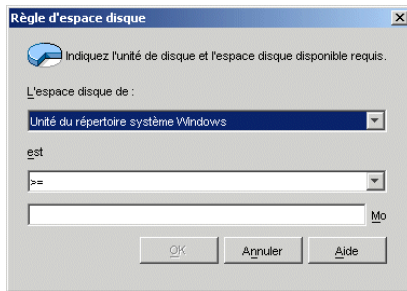 Règle d'espace disque
Indiquez l'unité de disque et l'espace disque disponible requis.
L'espace disque de :
Unité du répertoire système Windows
est
>=
Mo
OK Annuler Aide